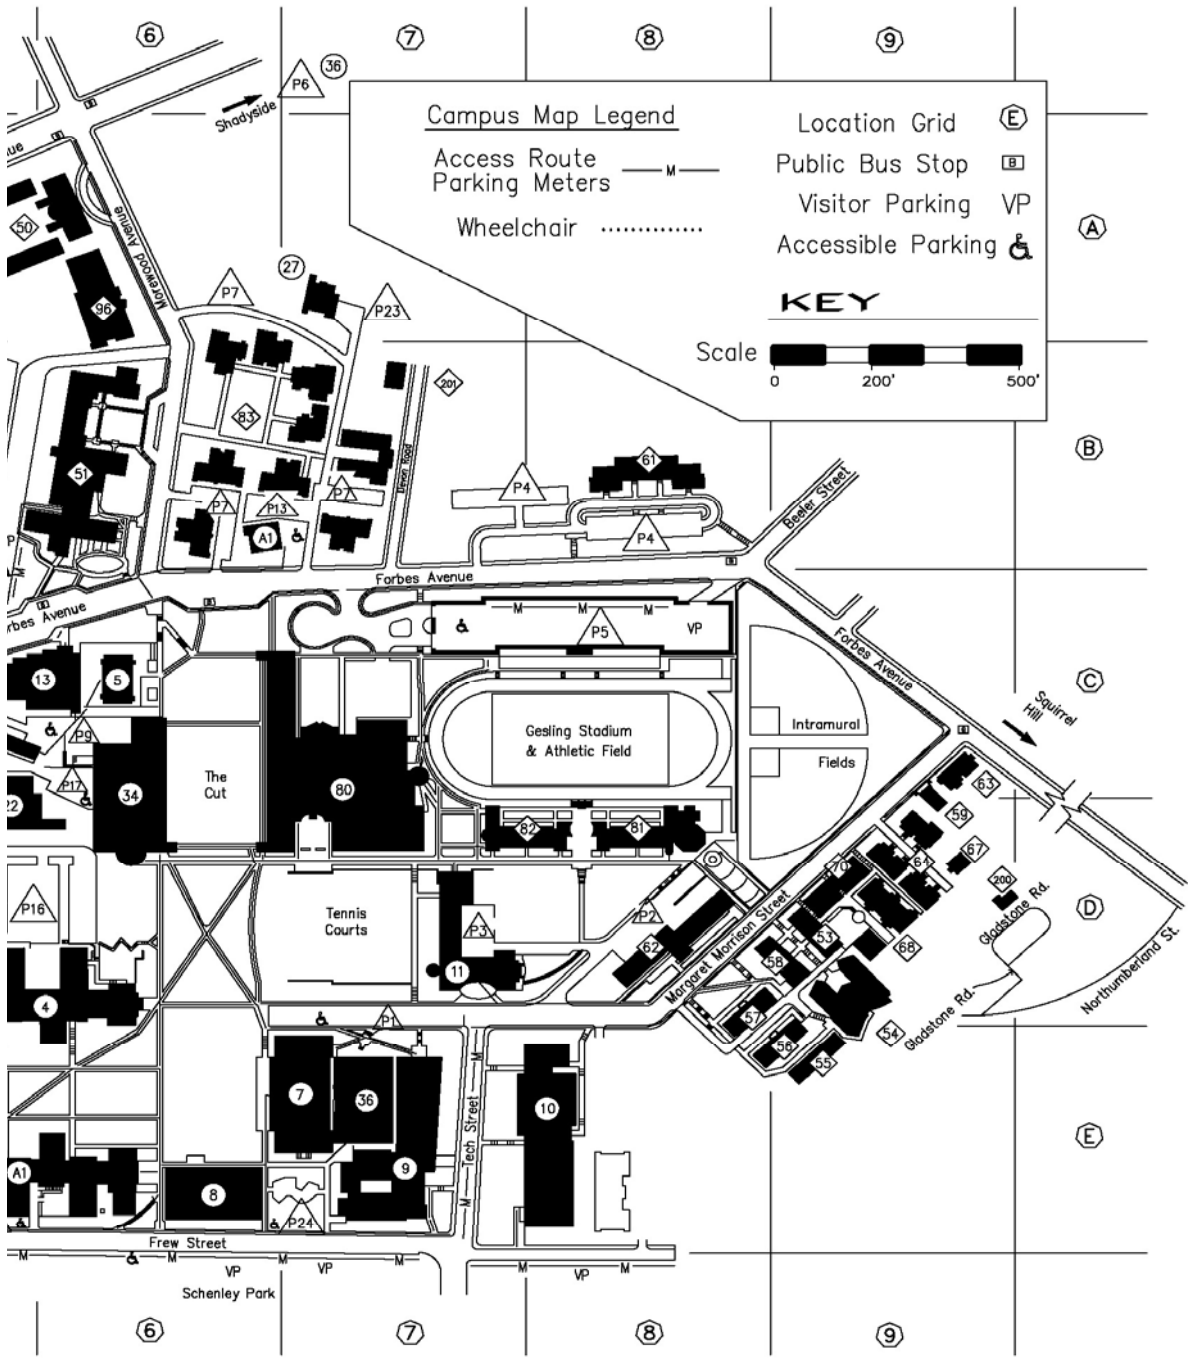 6
7
8
9
36
P6
Shadyside
Campus Map Legend
Location Grid E
Access Route
Parking Meters
M
Public Bus Stop B
Visitor Parking VP
Wheelchair
Accessible Parking
KEY
Scale
0
200'
500'
A
B
C
D
E
B
B
ue
50
96
Morewood Avenue
27
P7
P23
83
201
51
Devon Road
P7
P13
P7
A1
P4
61
P4
Beeler Street
B
P
M
Forbes Avenue
B
B
rbes Avenue
M
M
M
P5
VP
Forbes Avenue
13
5
P9
P17
34
22
The
Cut
80
Gesling Stadium
& Athletic Field
Intramural
Fields
B
Squirrel
Hill
82
81
63
59
67
64
70
200
Gladstone Rd.
P16
Tennis
Courts
P3
P2
62
Margaret Morrison Street
53
68
58
11
57
54
56
55
Gladstone Rd.
Northumberland St.
4
P1
M
7
36
10
Tech Street
9
M
A1
8
P24
Frew Street
M
M
M
M
M
M
VP
VP
VP
Schenley Park
6
7
8
9